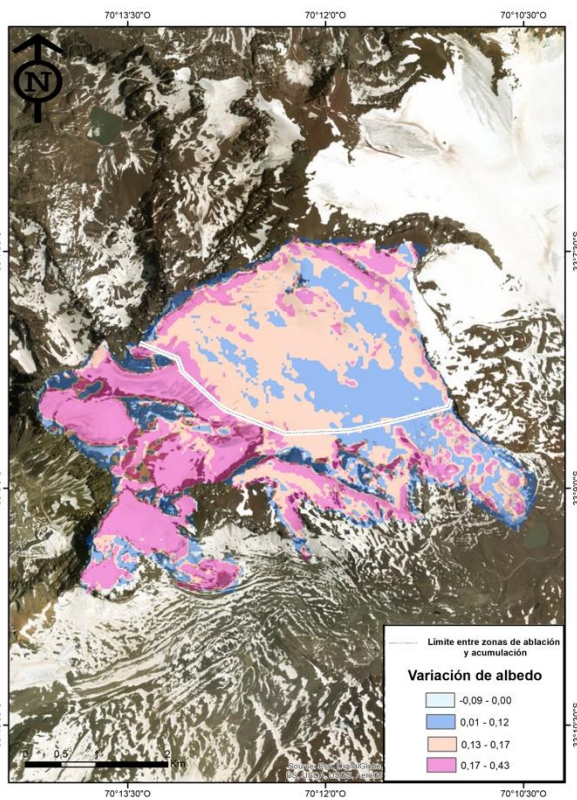 70°13'30"O 70°12'0"O 70°10'30"O
N
Límite entre zonas de ablación
y acumulación
Variación de albedo
-0,09 - 0,00
0,01 - 0,12
0,13 - 0,17
0,17 - 0,43
0 0,5 1 2
Km
70°13'30"O 70°12'0"O 70°10'30"O